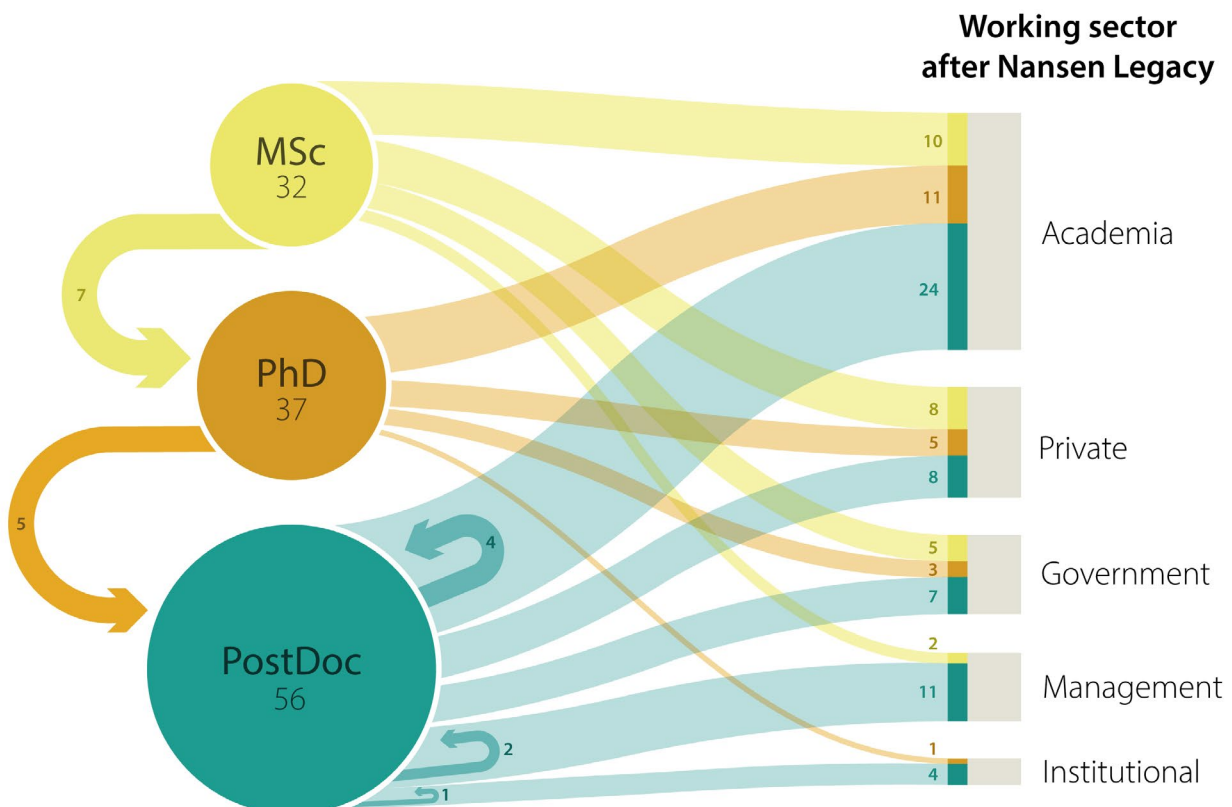 Working sector
after Nansen Legacy
MSc
32
7
PhD
37
5
PostDoc
56
4
2
1
10
11
24
Academia
8
5
8
Private
5
3
7
Government
2
11
Management
1
4
Institutional